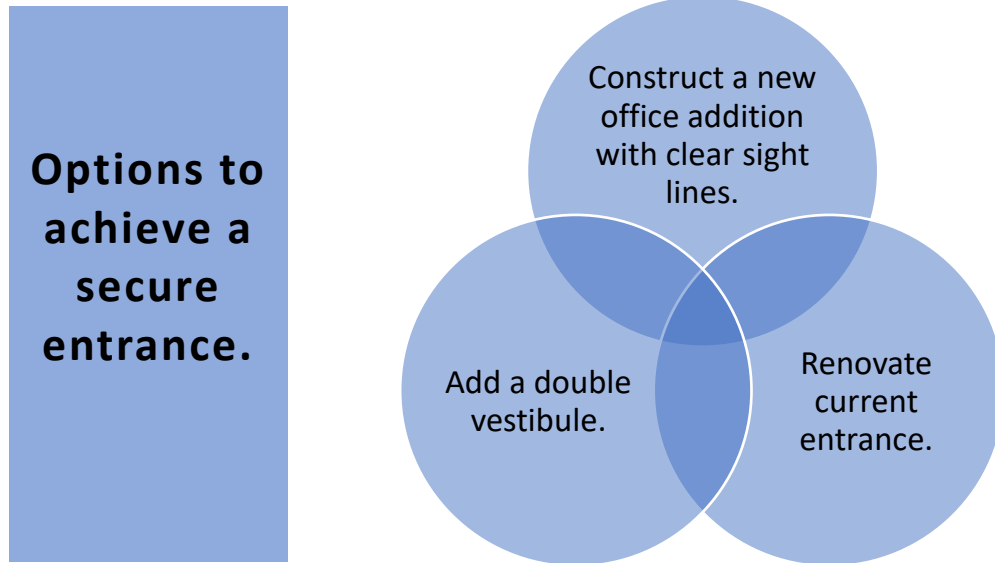 Options to
achieve a
secure
entrance.
Construct a new
office addition
with clear sight
lines.
Add a double
vestibule.
Renovate
current
entrance.